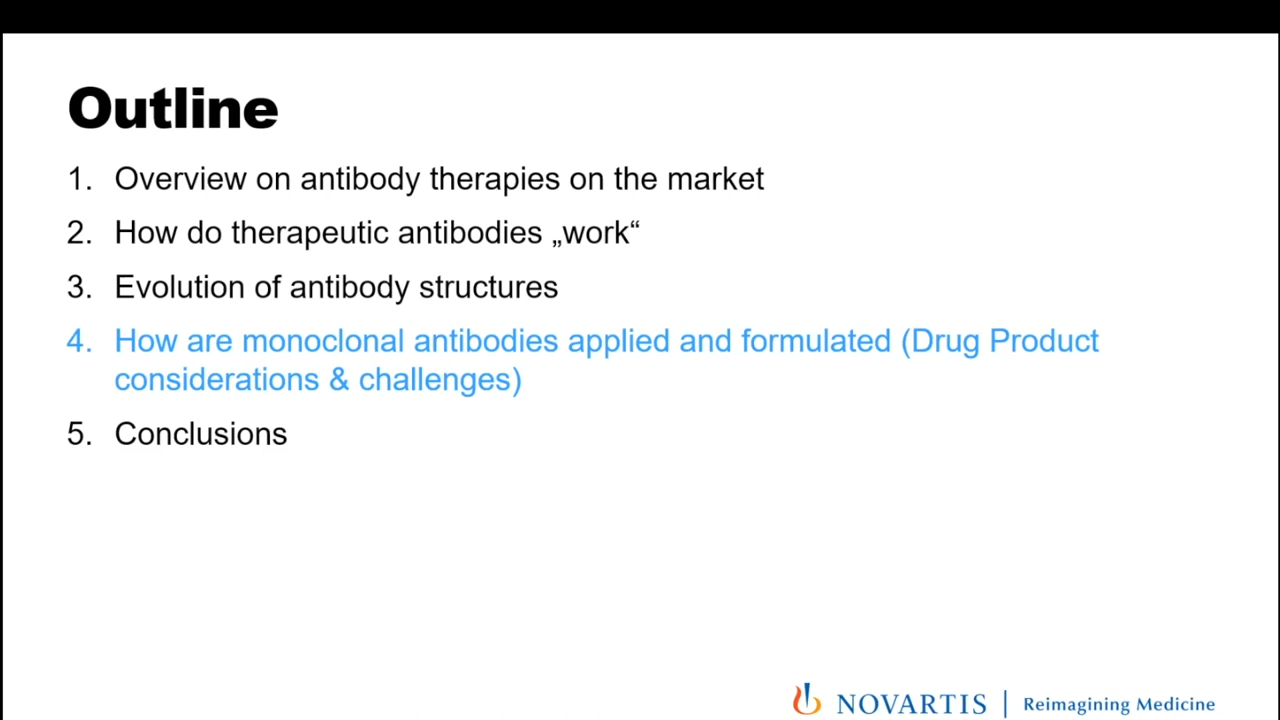 Outline
1. Overview on antibody therapies on the market
2. How do therapeutic antibodies „work“
3. Evolution of antibody structures
4. How are monoclonal antibodies applied and formulated (Drug Product
considerations & challenges)
5. Conclusions
NOVARTIS | Reimagining Medicine